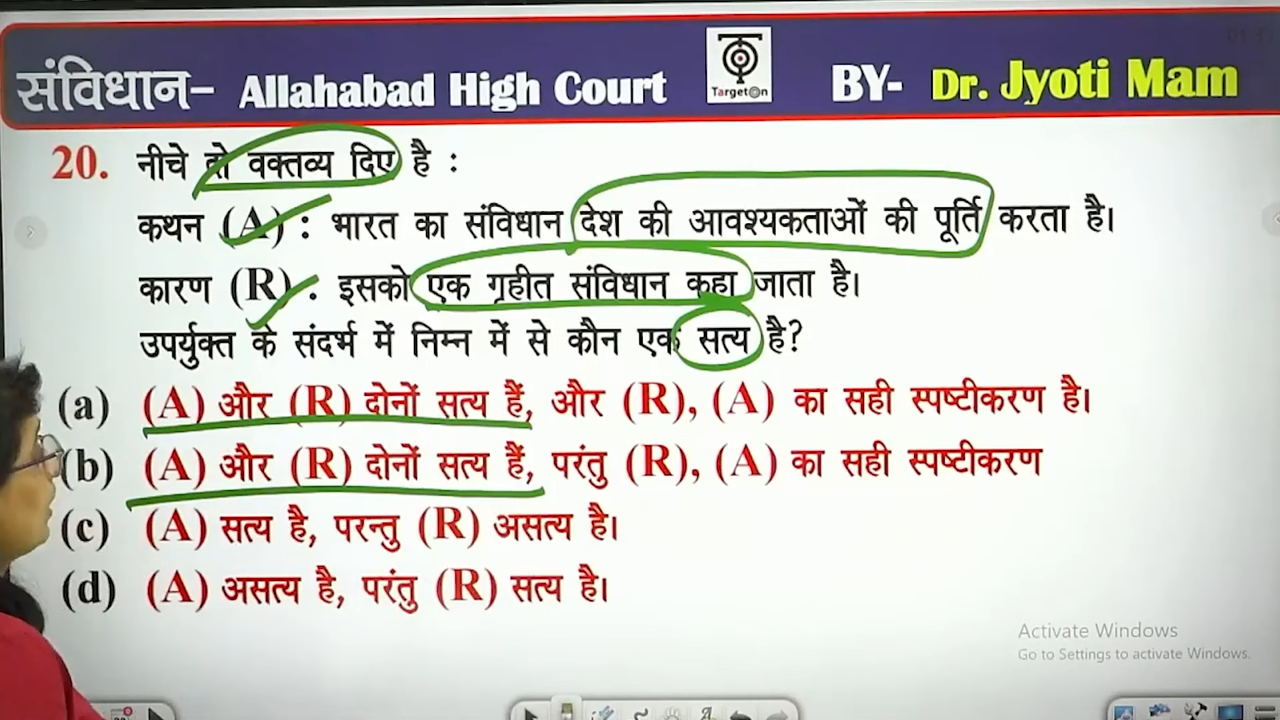 संविधान– Allahabad High Court TargetOn BY- Dr. Jyoti Mam
20. नीचे दो वक्तव्य दिए है :
कथन (A) : भारत का संविधान देश की आवश्यकताओं की पूर्ति करता है।
कारण (R) : इसको एक गृहीत संविधान कहा जाता है।
उपर्युक्त के संदर्भ में निम्न में से कौन एक सत्य है?
(a) (A) और (R) दोनों सत्य हैं, और (R), (A) का सही स्पष्टीकरण है।
(b) (A) और (R) दोनों सत्य हैं, परंतु (R), (A) का सही स्पष्टीकरण
(c) (A) सत्य है, परन्तु (R) असत्य है।
(d) (A) असत्य है, परंतु (R) सत्य है।
Activate Windows
Go to Settings to activate Windows.